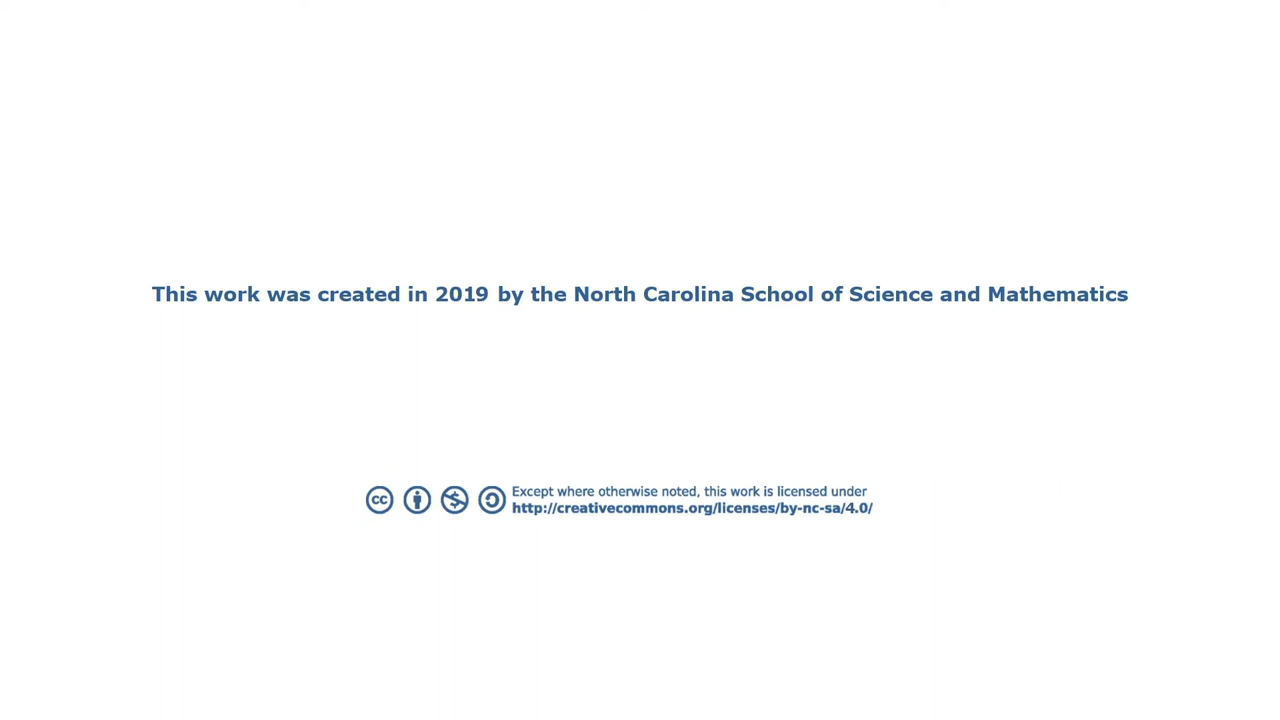 This work was created in 2019 by the North Carolina School of Science and Mathematics
cc
Except where otherwise noted, this work is licensed under
http://creativecommons.org/licenses/by-nc-sa/4.0/